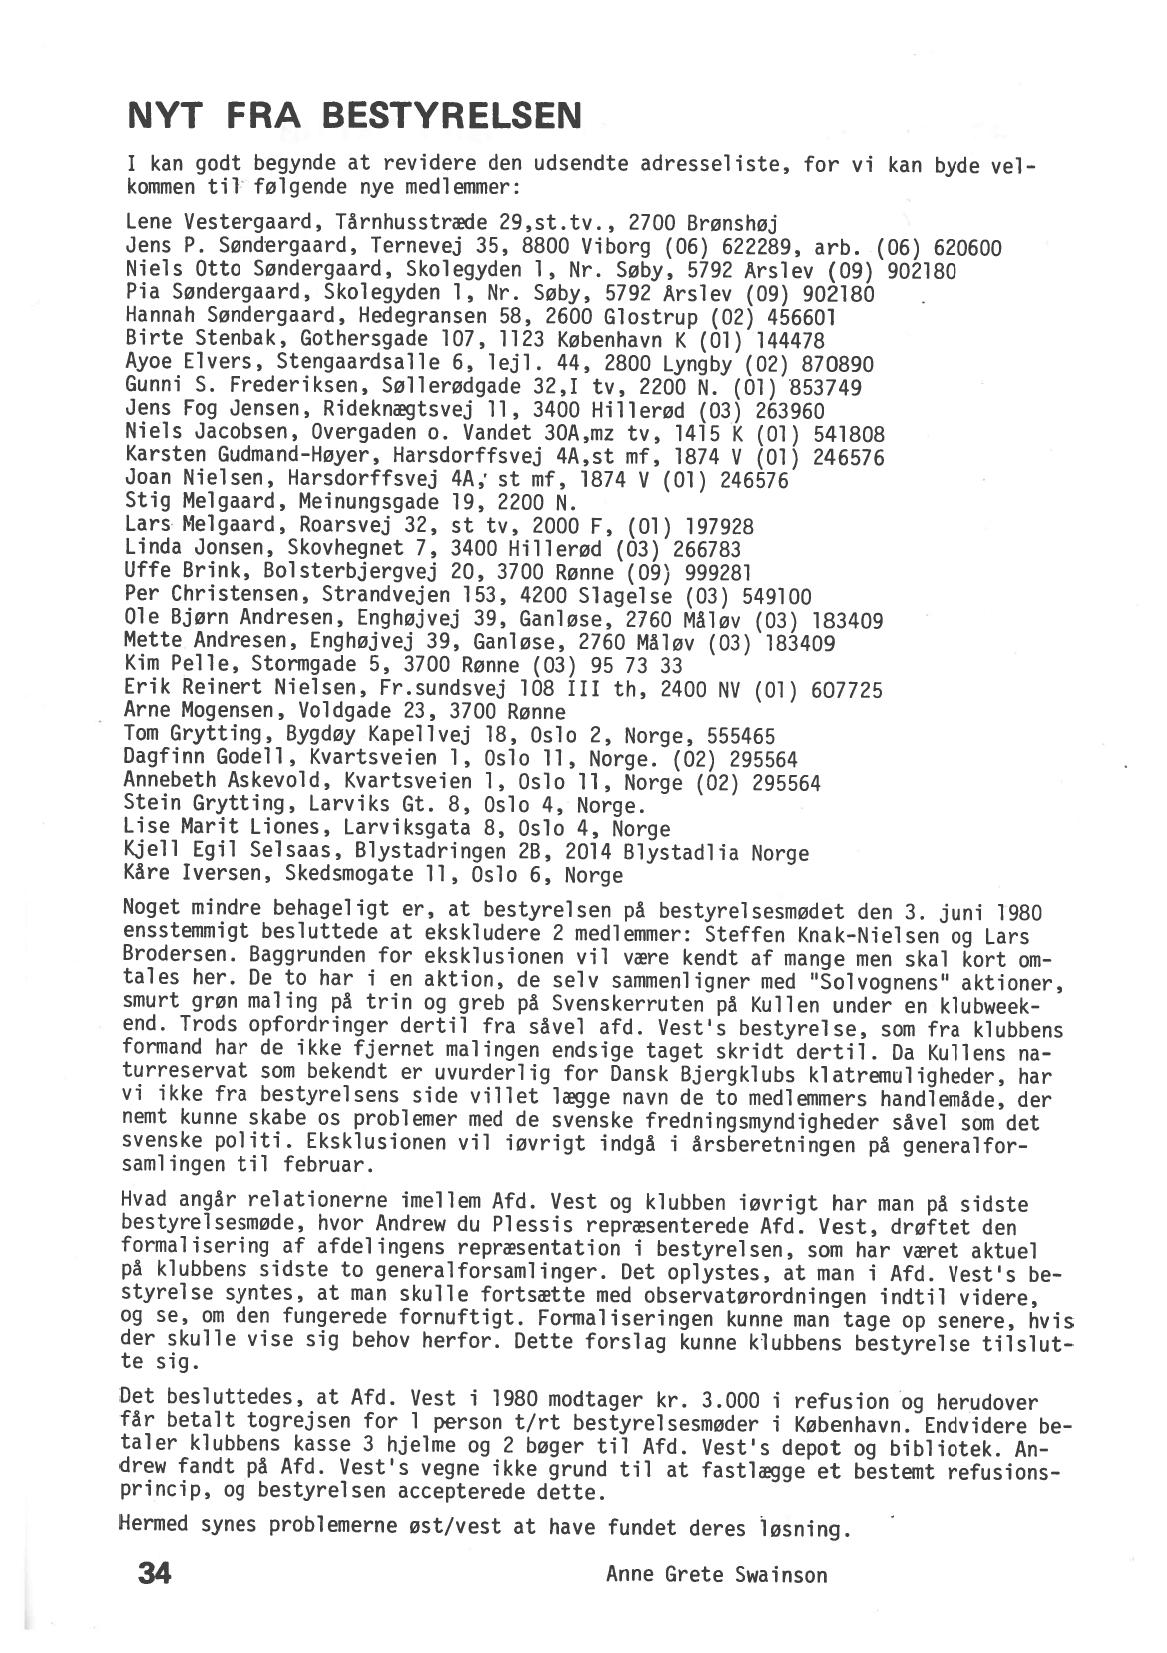 NYT FRA BESTYRELSEN
I kan godt begynde at revidere den udsendte adresseliste, for vi kan byde vel-
kommen til følgende nye medlemmer:
Lene Vestergaard, Tårnhusstræde 29,st.tv., 2700 Brønshøj
Jens P. Søndergaard, Ternevej 35, 8800 Viborg (06) 622289, arb. (06) 620600
Niels Otto Søndergaard, Skolegyden 1, Nr. Søby, 5792 Årslev (09) 902180
Pia Søndergaard, Skolegyden 1, Nr. Søby, 5792 Årslev (09) 902180
Hannah Søndergaard, Hedegransen 58, 2600 Glostrup (02) 456601
Birte Stenbak, Gothersgade 107, 1123 København K (01) 144478
Ayoe Elvers, Stengaardsalle 6, lejl. 44, 2800 Lyngby (02) 870890
Gunni S. Frederiksen, Søllerødgade 32,I tv, 2200 N. (01) 853749
Jens Fog Jensen, Rideknægtsvej 11, 3400 Hillerød (03) 263960
Niels Jacobsen, Overgaden o. Vandet 30A,mz tv, 1415 K (01) 541808
Karsten Gudmand-Høyer, Harsdorffsvej 4A,st mf, 1874 V (01) 246576
Joan Nielsen, Harsdorffsvej 4A, st mf, 1874 V (01) 246576
Stig Melgaard, Meinungsgade 19, 2200 N.
Lars Melgaard, Roarsvej 32, st tv, 2000 F, (01) 197928
Linda Jonsen, Skovhegnet 7, 3400 Hillerød (03) 266783
Uffe Brink, Bolsterbjergvej 20, 3700 Rønne (09) 999281
Per Christensen, Strandvejen 153, 4200 Slagelse (03) 549100
Ole Bjørn Andresen, Enghøjvej 39, Ganløse, 2760 Måløv (03) 183409
Mette Andresen, Enghøjvej 39, Ganløse, 2760 Måløv (03) 183409
Kim Pelle, Stormgade 5, 3700 Rønne (03) 95 73 33
Erik Reinert Nielsen, Fr.sundsvej 108 III th, 2400 NV (01) 607725
Arne Mogensen, Voldgade 23, 3700 Rønne
Tom Grytting, Bygdøy Kapellvej 18, Oslo 2, Norge, 555465
Dagfinn Godell, Kvartsveien 1, Oslo 11, Norge. (02) 295564
Annebeth Askevold, Kvartsveien 1, Oslo 11, Norge (02) 295564
Stein Grytting, Larviks Gt. 8, Oslo 4, Norge.
Lise Marit Liones, Larviksgata 8, Oslo 4, Norge
Kjell Egil Selsaas, Blystadringen 2B, 2014 Blystadlia Norge
Kåre Iversen, Skedsmogate 11, Oslo 6, Norge
Noget mindre behageligt er, at bestyrelsen på bestyrelsesmødet den 3. juni 1980
ensstemmigt besluttede at ekskludere 2 medlemmer: Steffen Knak-Nielsen og Lars
Brodersen. Baggrunden for eksklusionen vil være kendt af mange men skal kort om-
tales her. De to har i en aktion, de selv sammenligner med "Solvognens" aktioner,
smurt grøn maling på trin og greb på Svenskerruten på Kullen under en klubweek-
end. Trods opfordringer dertil fra såvel afd. Vest's bestyrelse, som fra klubbens
formand har de ikke fjernet malingen endsige taget skridt dertil. Da Kullens na-
turreservat som bekendt er uvurderlig for Dansk Bjergklubs klatremuligheder, har
vi ikke fra bestyrelsens side villet lægge navn de to medlemmers handlemåde, der
nemt kunne skabe os problemer med de svenske fredningsmyndigheder såvel som det
svenske politi. Eksklusionen vil iøvrigt indgå i årsberetningen på generalfor-
samlingen til februar.
Hvad angår relationerne imellem Afd. Vest og klubben iøvrigt har man på sidste
bestyrelsesmøde, hvor Andrew du Plessis repræsenterede Afd. Vest, drøftet den
formalisering af afdelingens repræsentation i bestyrelsen, som har været aktuel
på klubbens sidste to generalforsamlinger. Det oplystes, at man i Afd. Vest's be-
styrelse syntes, at man skulle fortsætte med observatørordningen indtil videre,
og se, om den fungerede fornuftigt. Formaliseringen kunne man tage op senere, hvis
der skulle vise sig behov herfor. Dette forslag kunne klubbens bestyrelse tilslut-
te sig.
Det besluttedes, at Afd. Vest i 1980 modtager kr. 3.000 i refusion og herudover
får betalt togrejsen for 1 person t/rt bestyrelsesmøder i København. Endvidere be-
taler klubbens kasse 3 hjelme og 2 bøger til Afd. Vest's depot og bibliotek. An-
drew fandt på Afd. Vest's vegne ikke grund til at fastlægge et bestemt refusions-
princip, og bestyrelsen accepterede dette.
Hermed synes problemerne øst/vest at have fundet deres løsning.
34
Anne Grete Swainson